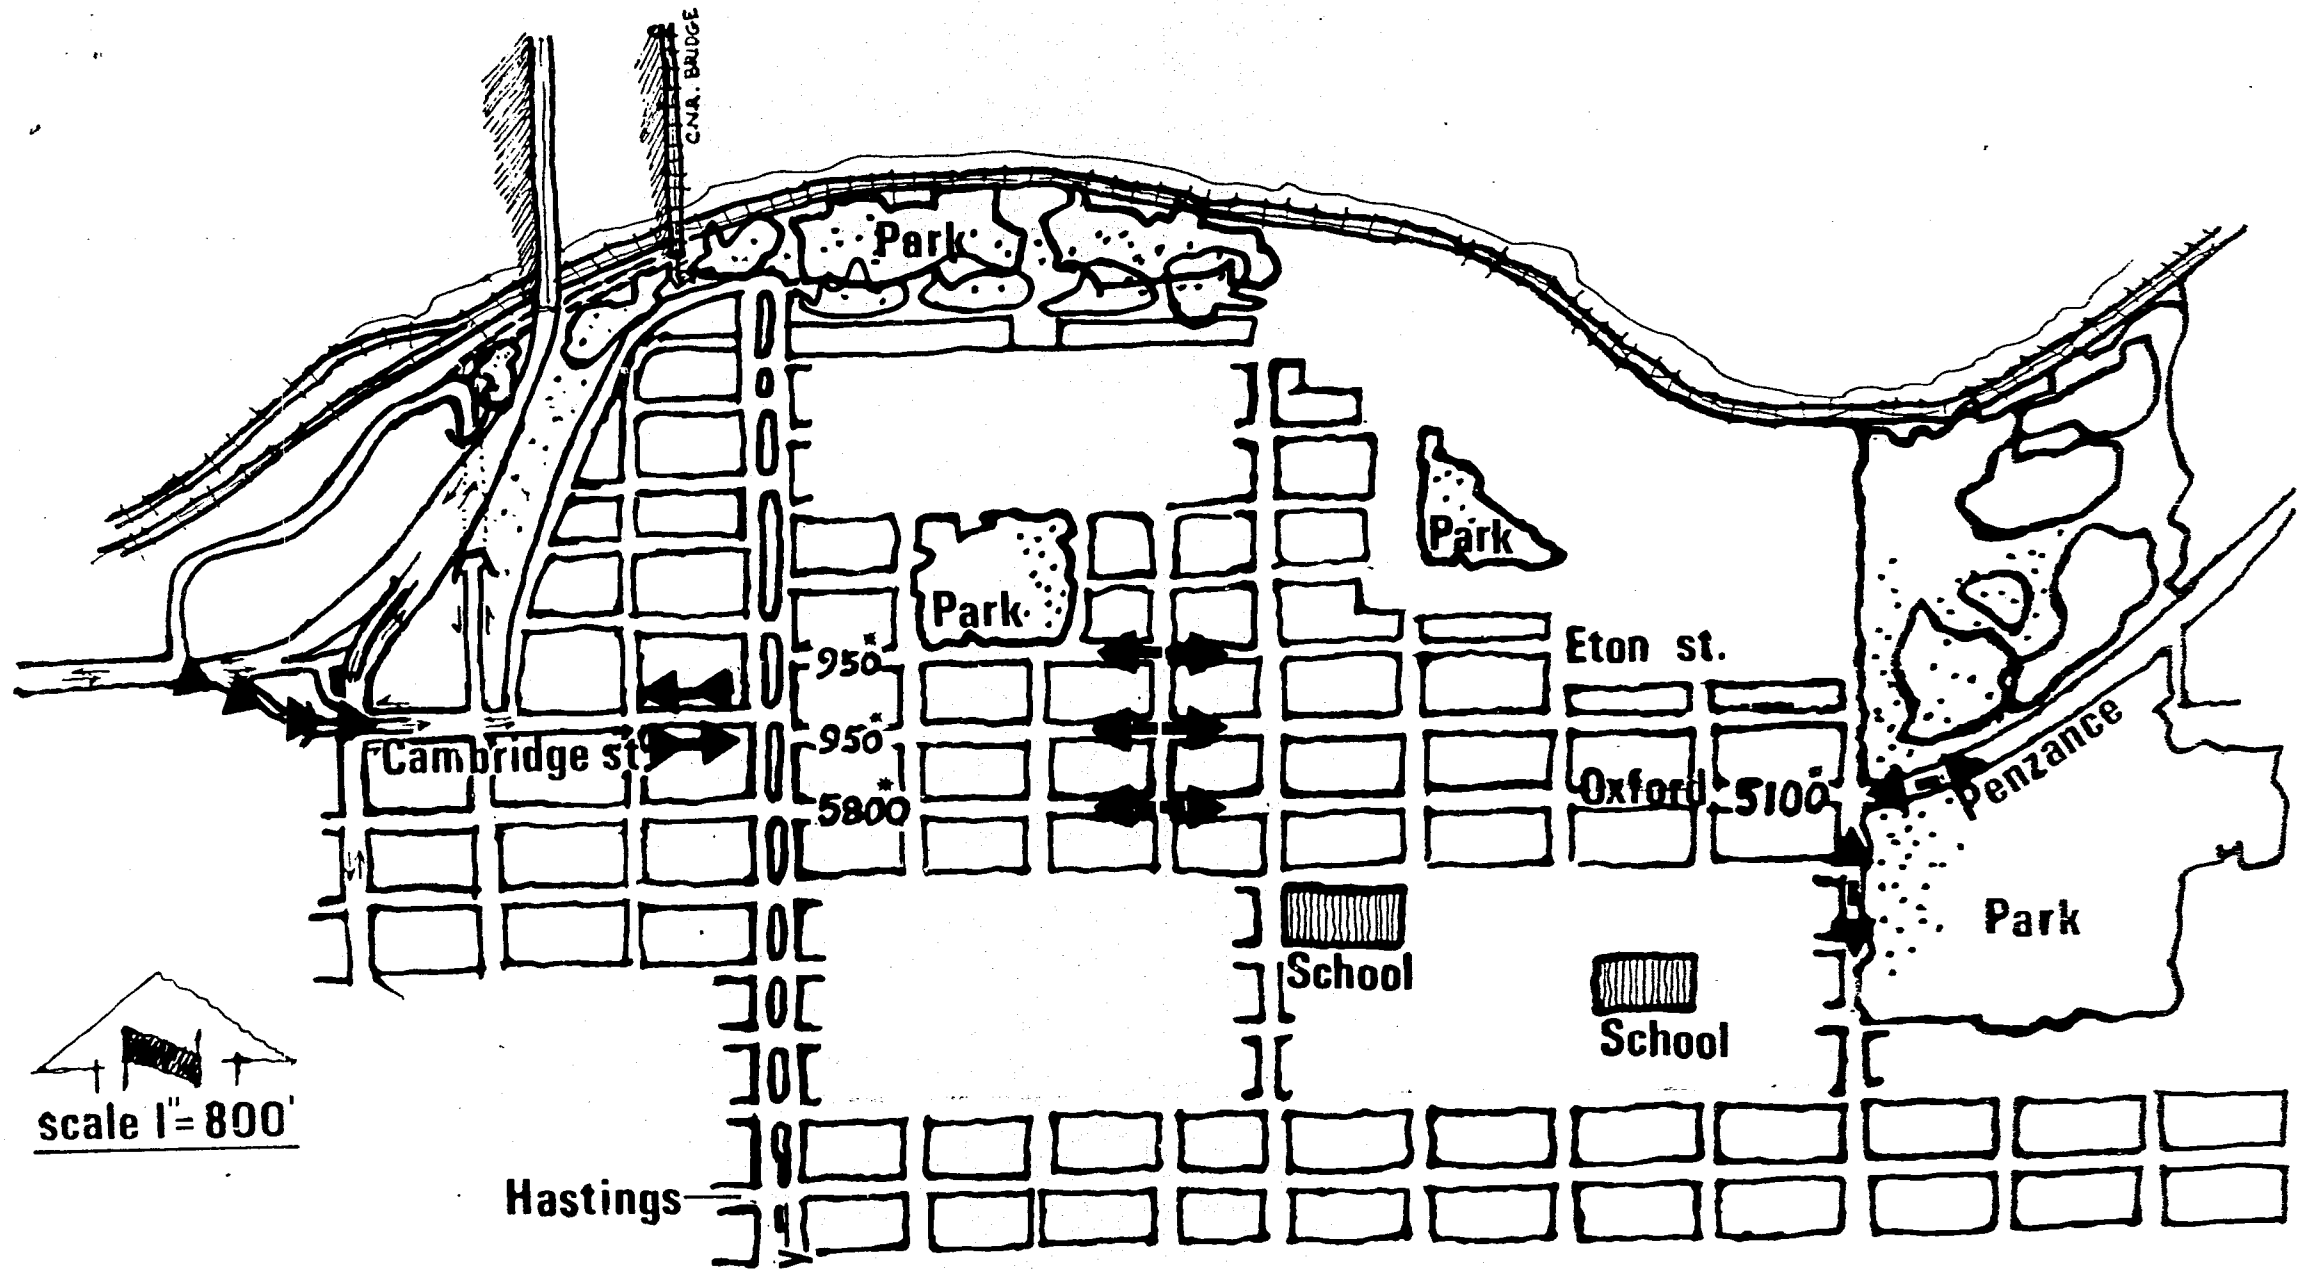 C.N.R. BRIDGE
Park
Park
Park
Eton st.
950*
950*
Cambridge st.
5800*
Oxford
5100*
Penzance
Park
School
School
scale 1"= 800'
Hastings